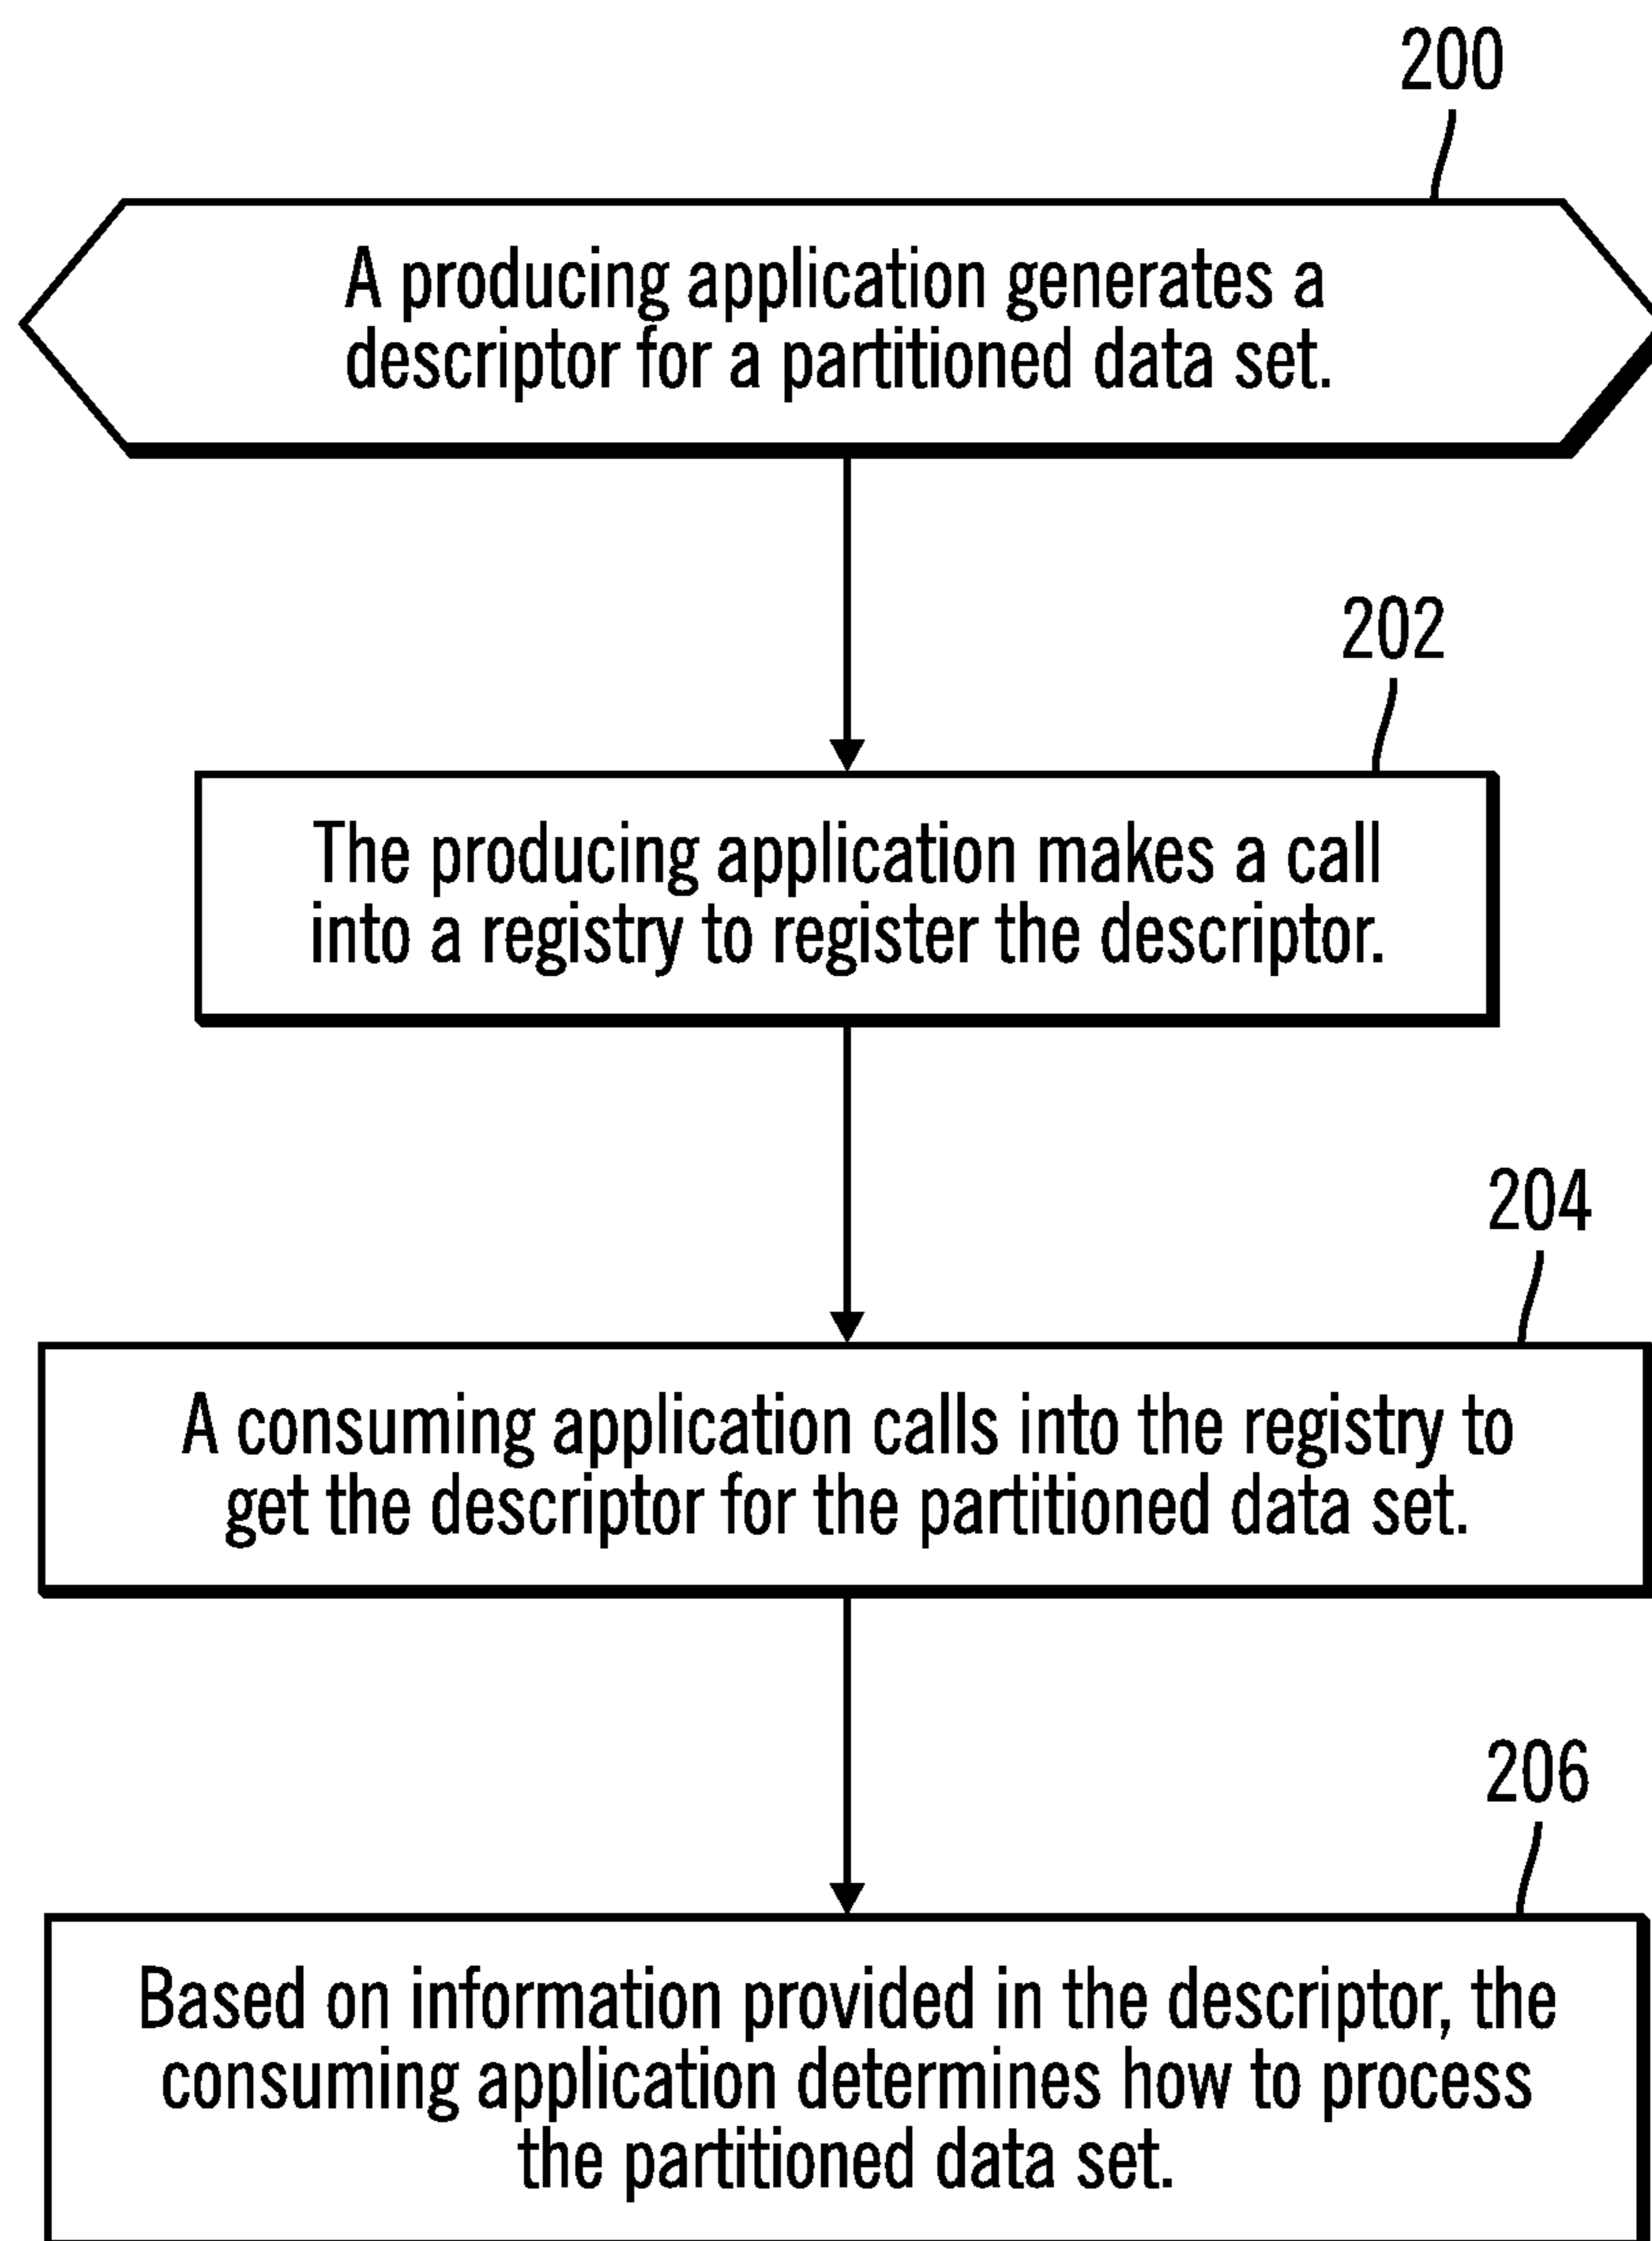 200
A producing application generates a
descriptor for a partitioned data set.
202
The producing application makes a call
into a registry to register the descriptor.
204
A consuming application calls into the registry to
get the descriptor for the partitioned data set.
206
Based on information provided in the descriptor, the
consuming application determines how to process
the partitioned data set.